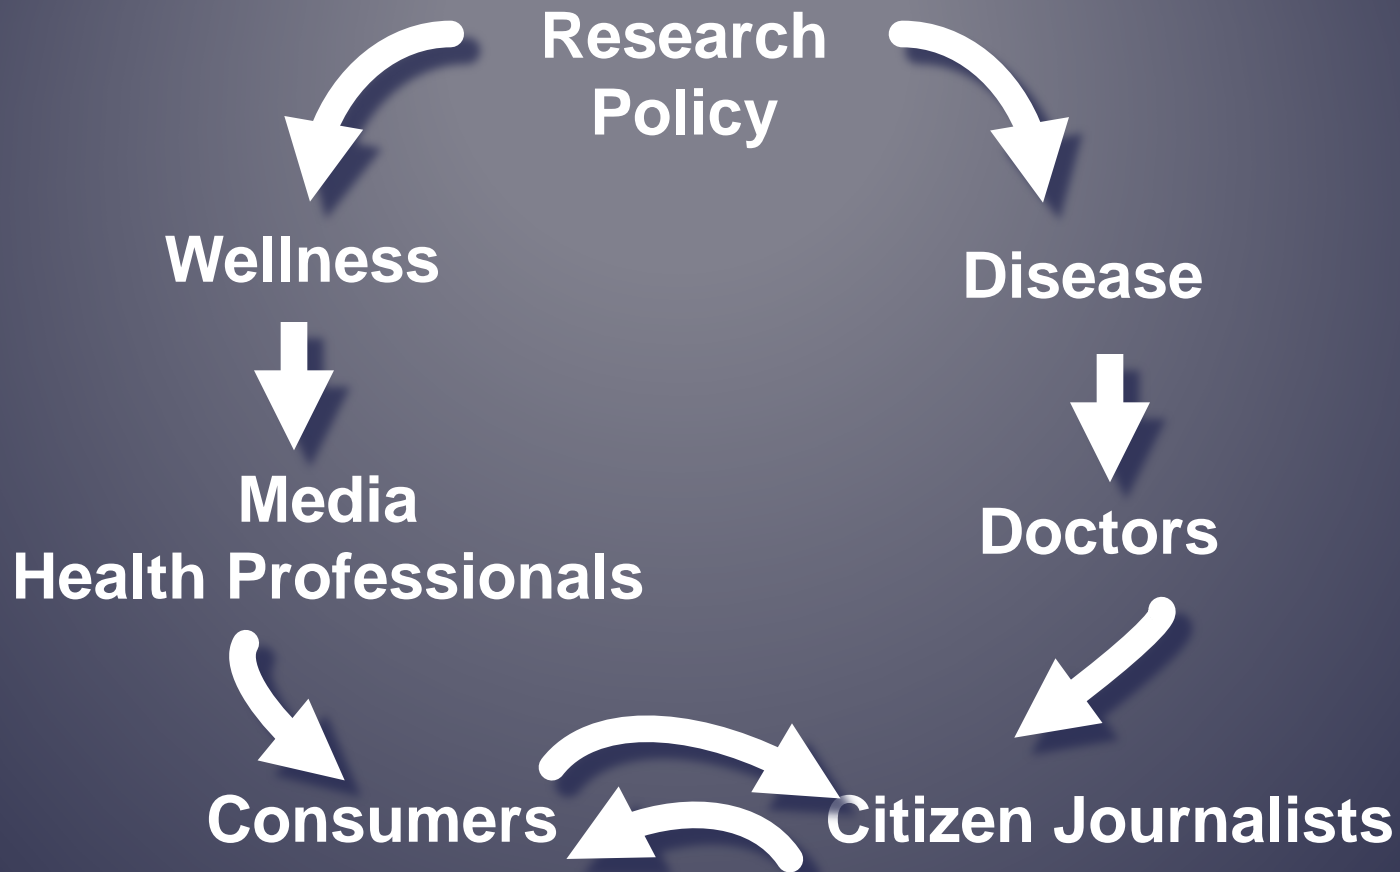 Research
Policy
Wellness
Disease
Media
Health Professionals
Doctors
Consumers
Citizen Journalists